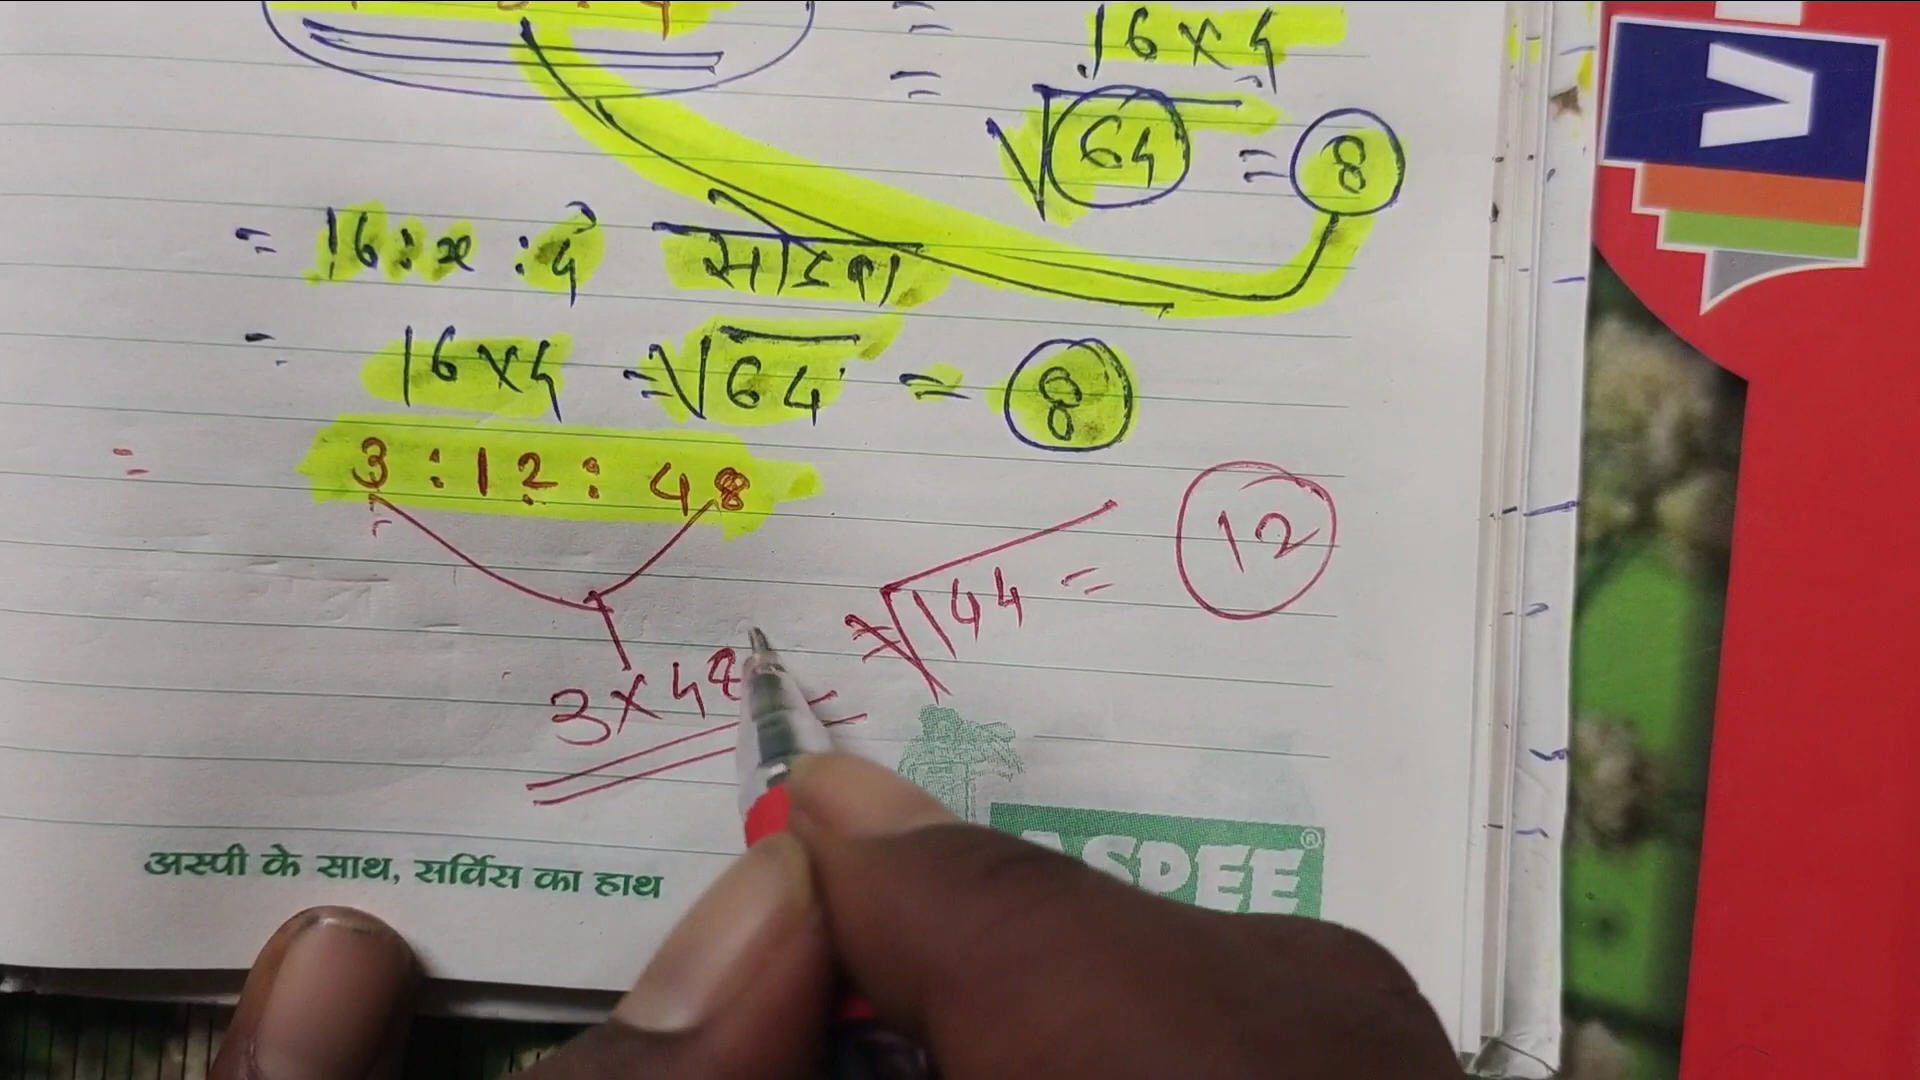 = 16 x 4
= √64 = 8
= 16 : x : 4
= 16 x 4 = √64 = 8
= 3 : 12 : 48
3 x 48 = √144 = 12
अस्पी के साथ, सर्विस का हाथ
ASPEE®
V